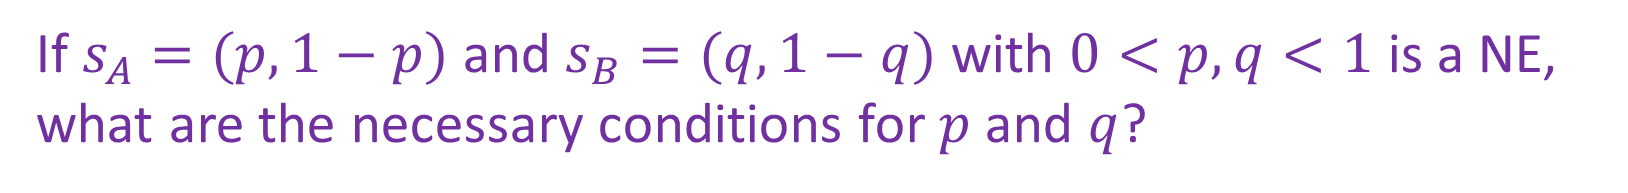 If s_A = (p, 1 − p) and s_B = (q, 1 − q) with 0 < p, q < 1 is a NE,
what are the necessary conditions for p and q?